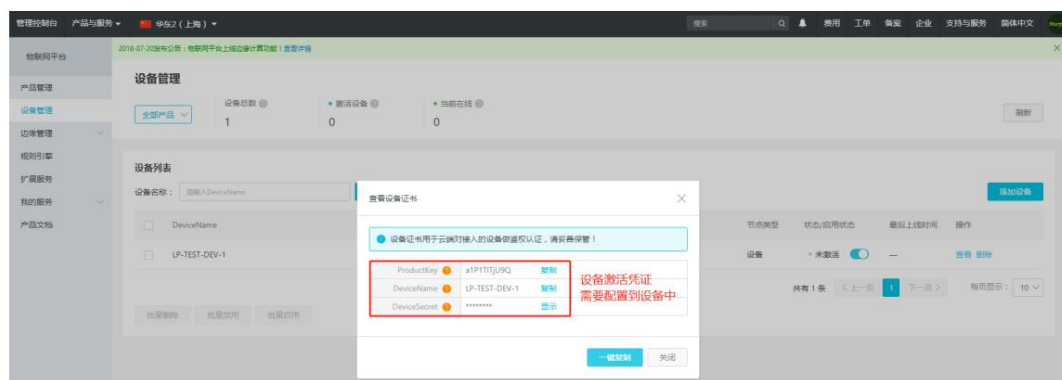 管理控制台 产品与服务 华东2（上海） 搜索 费用 工单 备案 企业 支持与服务 简体中文
物联网平台
2018-07-20发布公告：物联网平台上线边缘计算功能！查看详情
设备管理
产品管理
设备管理
边缘管理
规则引擎
扩展服务
我的服务
产品文档
全部产品
设备总数
1
激活设备
0
当前在线
0
刷新
设备列表
设备名称： 请输入DeviceName
添加设备
DeviceName 节点类型 状态/启用状态 最后上线时间 操作
LP-TEST-DEV-1 设备 未激活 — 查看 删除
批量删除 批量禁用 批量启用
共有1条 上一页 1 下一页 每页显示： 10
查看设备证书
设备证书用于云端对接入的设备做鉴权认证，请妥善保管！
ProductKey a1P1TITjU9Q 复制
DeviceName LP-TEST-DEV-1 复制
DeviceSecret ******** 显示
设备激活凭证
需要配置到设备中
一键复制 关闭